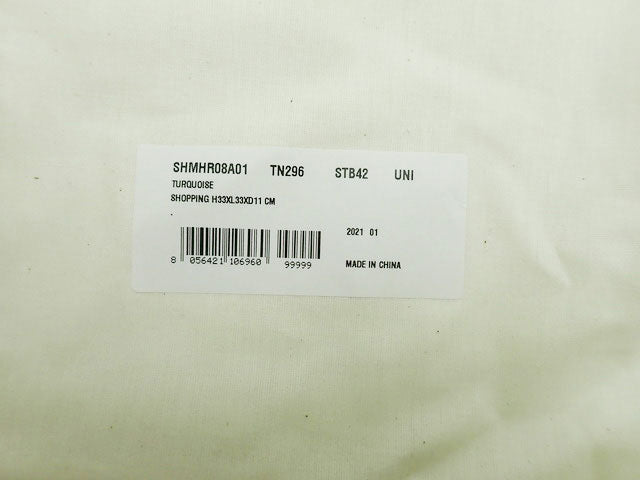 SHMHR08A01 TN296 STB42 UNI
TURQUOISE
SHOPPING H33XL33XD11 CM
.
2021 01
8 056421 106960 99999
MADE IN CHINA